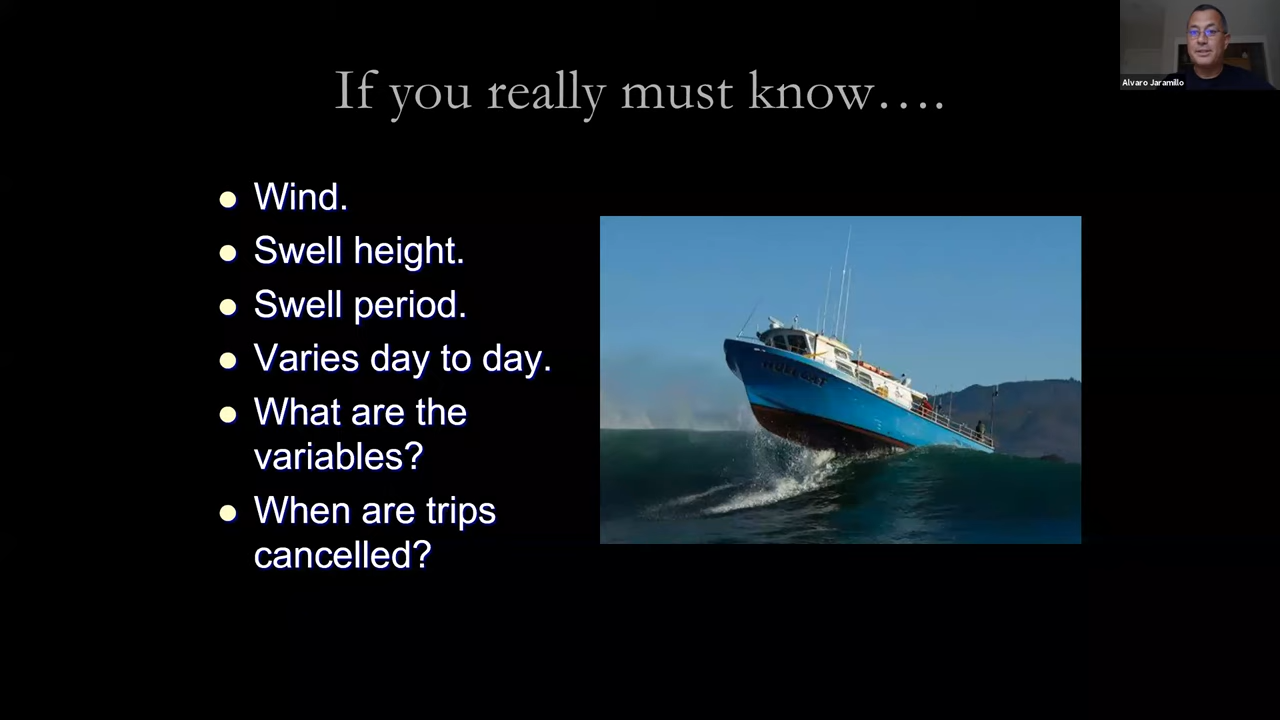 If you really must know….
Alvaro Jaramillo
Wind.
Swell height.
Swell period.
Varies day to day.
What are the
variables?
When are trips
cancelled?